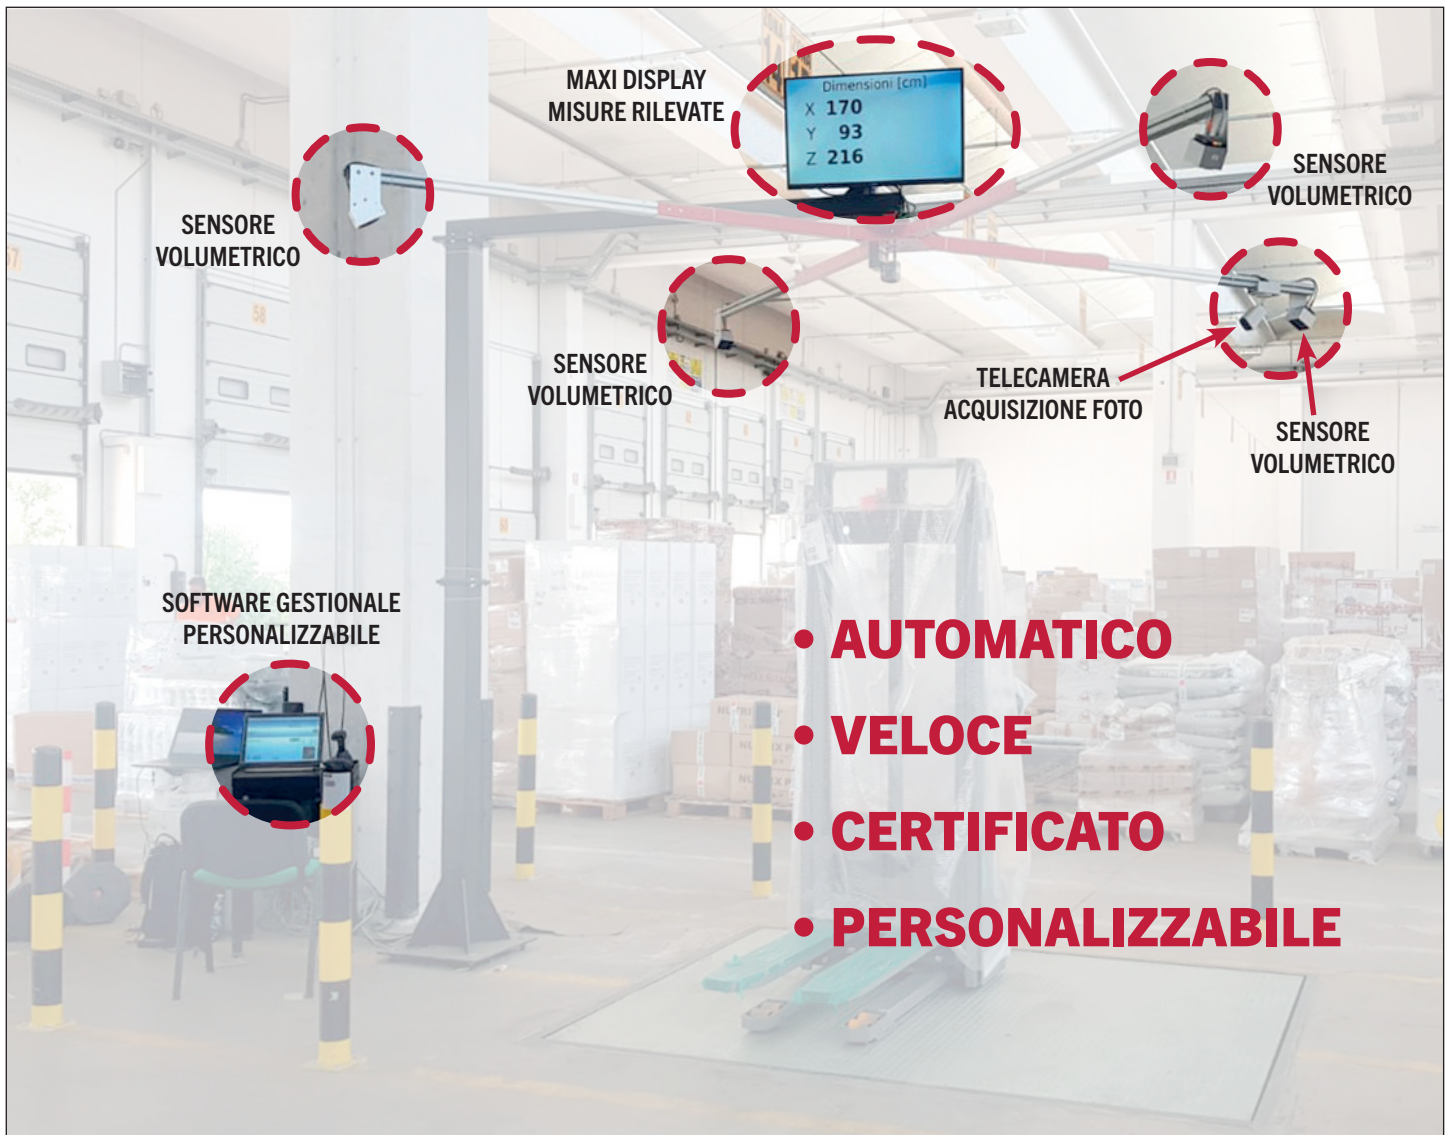 MAXI DISPLAY
MISURE RILEVATE
Dimensioni [cm]
X 170
Y 93
Z 216
SENSORE
VOLUMETRICO
SENSORE
VOLUMETRICO
SENSORE
VOLUMETRICO
TELECAMERA
ACQUISIZIONE FOTO
SENSORE
VOLUMETRICO
58
SOFTWARE GESTIONALE
PERSONALIZZABILE
• AUTOMATICO
• VELOCE
• CERTIFICATO
• PERSONALIZZABILE